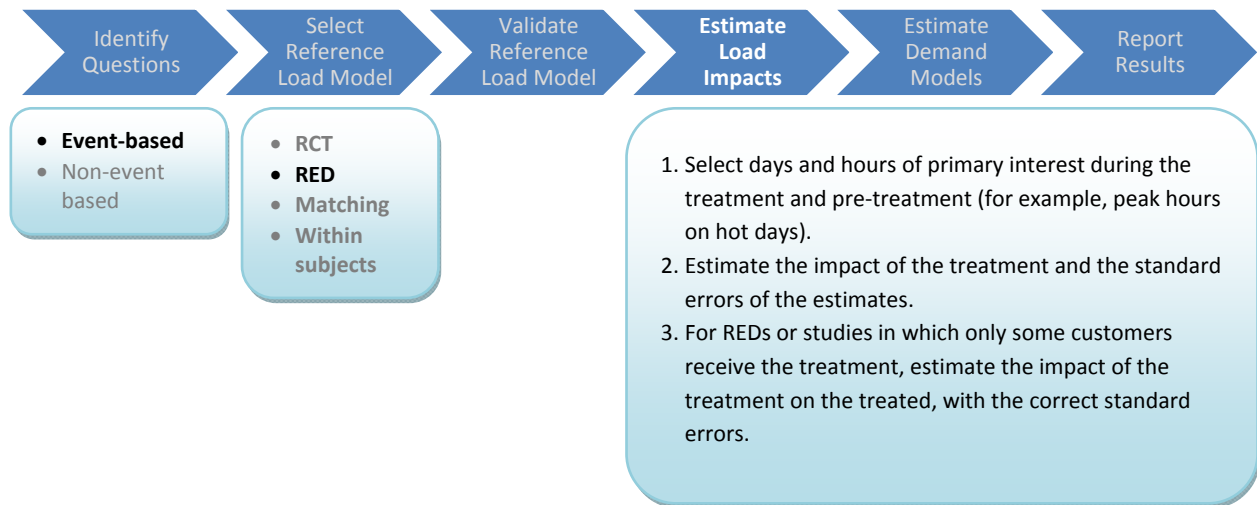 Identify
Questions
Select
Reference
Load Model
Validate
Reference
Load Model
Estimate
Load
Impacts
Estimate
Demand
Models
Report
Results
• Event-based
• Non-event
based
• RCT
• RED
• Matching
• Within
subjects
1. Select days and hours of primary interest during the
treatment and pre-treatment (for example, peak hours
on hot days).
2. Estimate the impact of the treatment and the standard
errors of the estimates.
3. For REDs or studies in which only some customers
receive the treatment, estimate the impact of the
treatment on the treated, with the correct standard
errors.